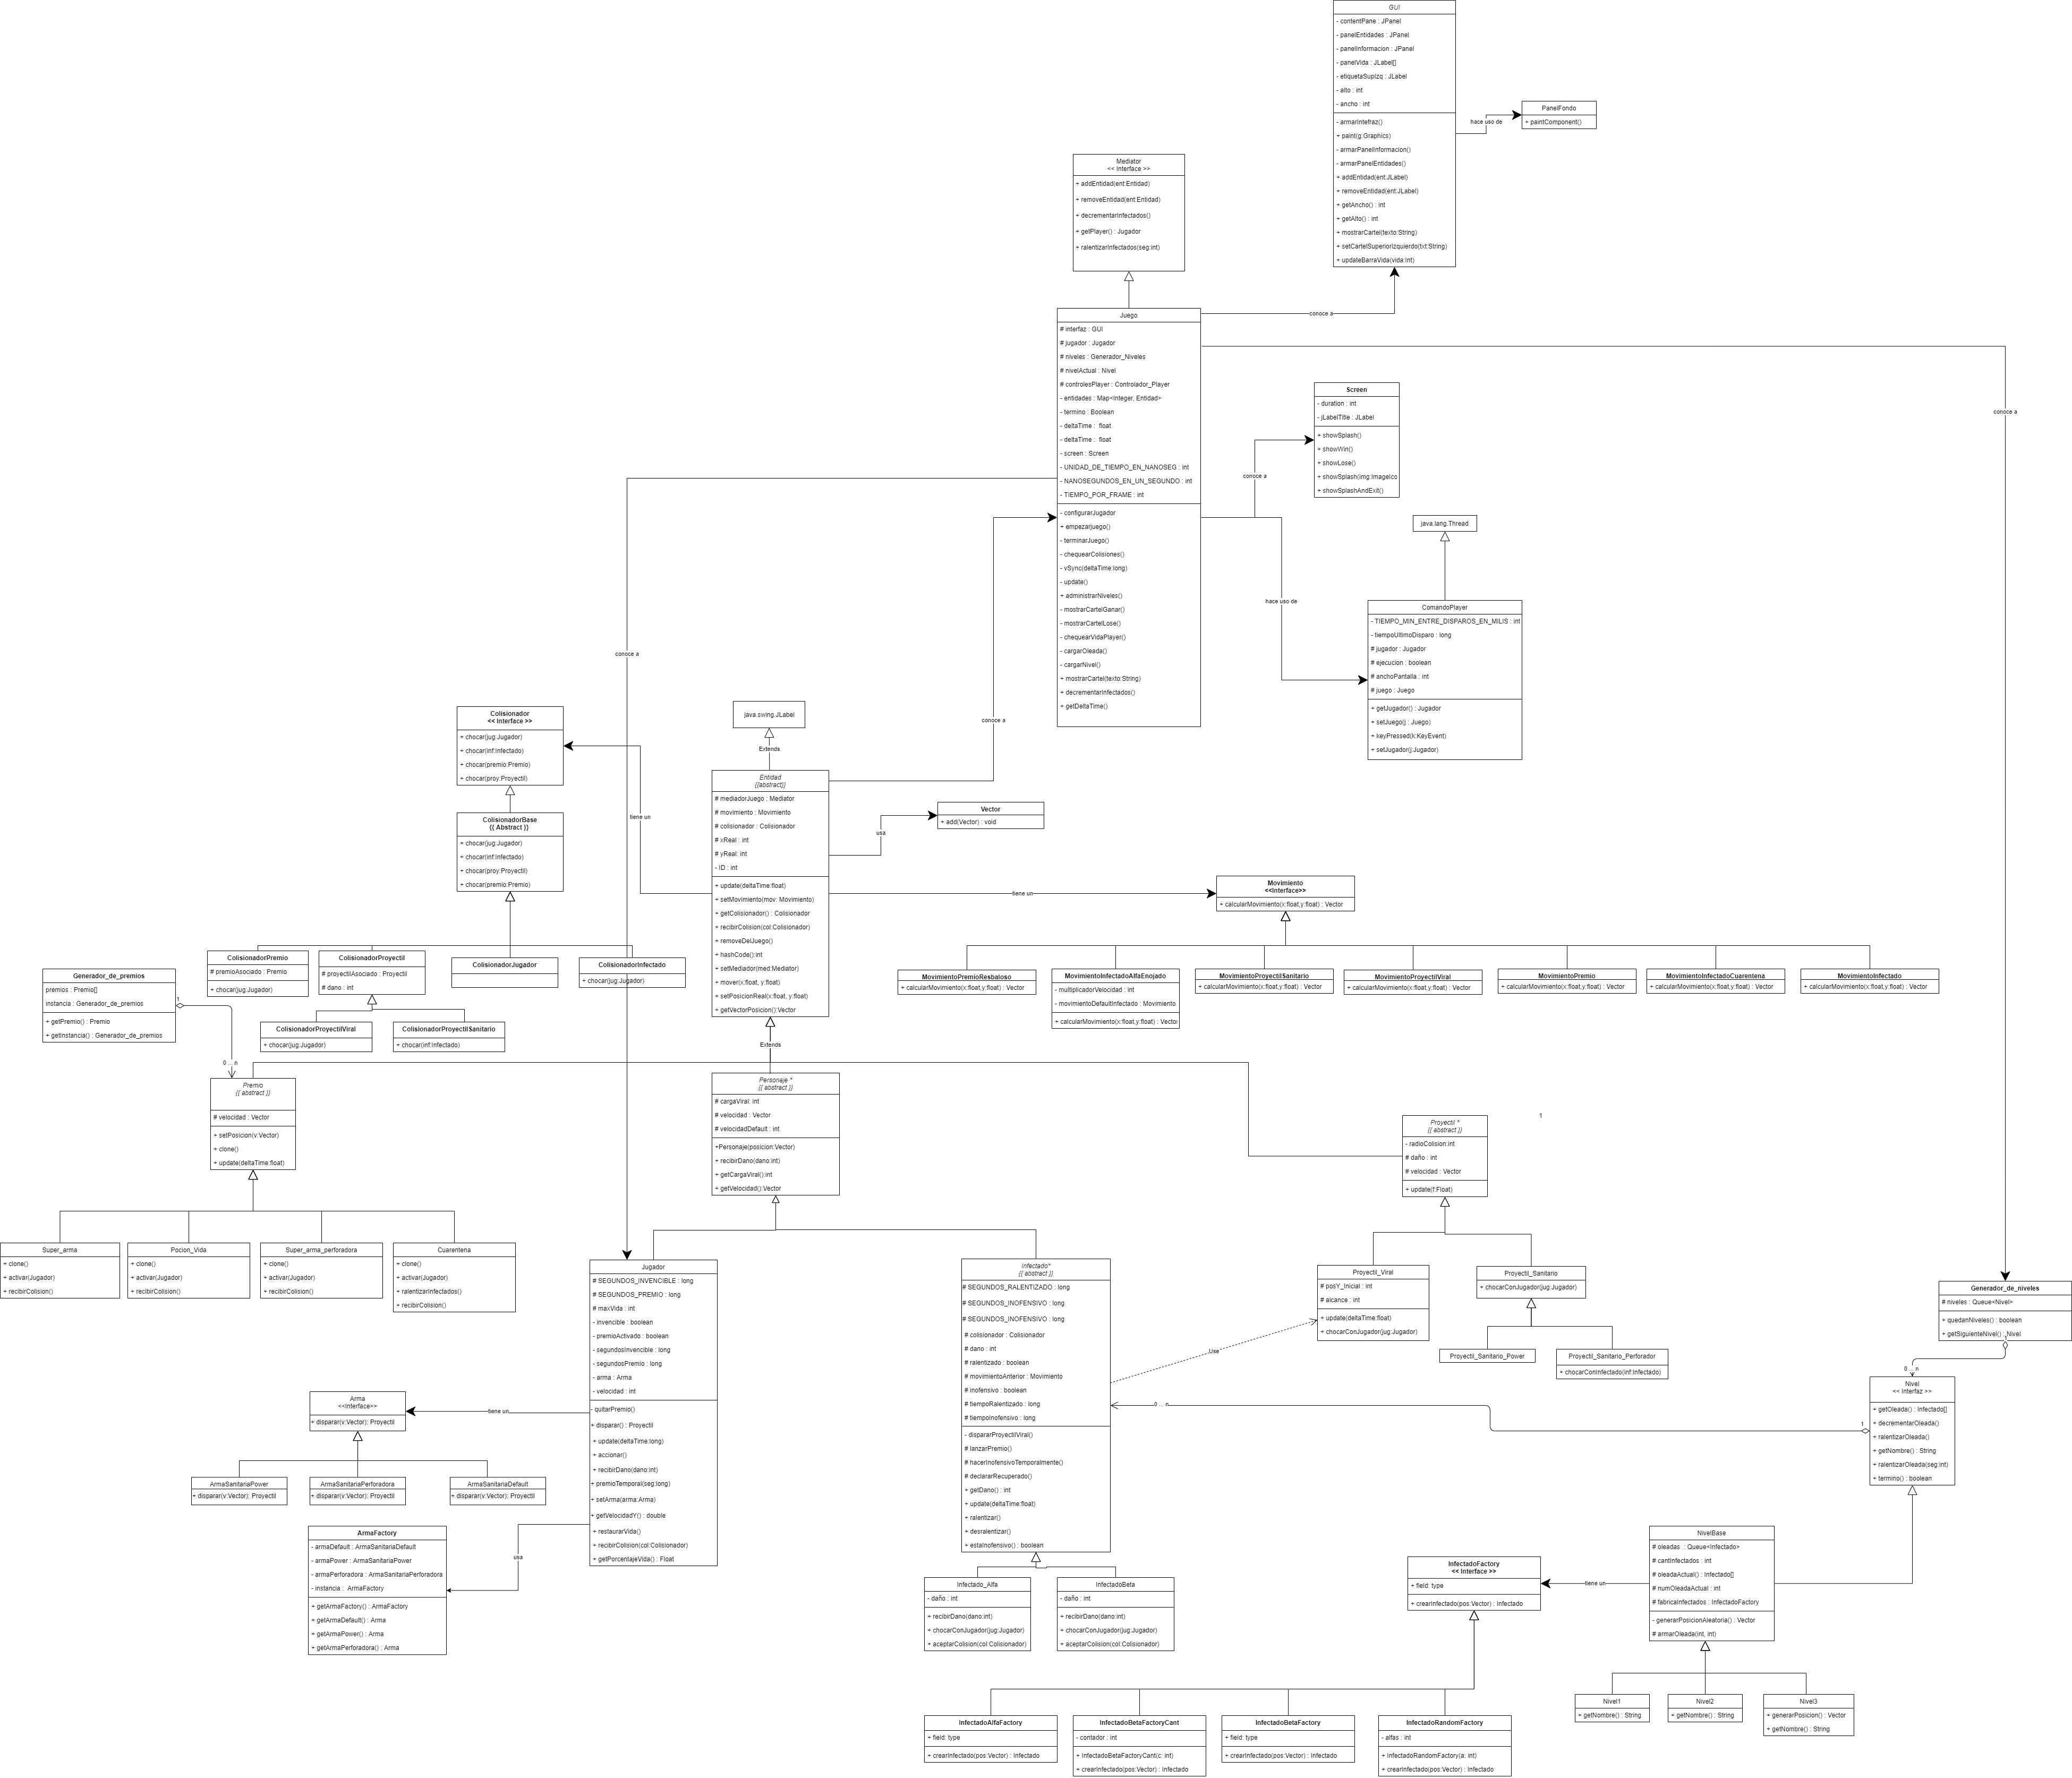 GUI
- contentPane : JPanel
- panelEntidades : JPanel
- panelInformacion : JPanel
- panelVida : JLabel[]
- etiquetaSupIzq : JLabel
- alto : int
- ancho : int
- armarIntefraz()
+ paint(g:Graphics)
- armarPanelInformacion()
- armarPanelEntidades()
+ addEntidad(ent:JLabel)
+ removeEntidad(ent:JLabel)
+ getAncho() : int
+ getAlto() : int
+ mostrarCartel(texto:String)
+ setCartelSuperiorIzquierdo(txt:String)
+ updateBarraVida(vida:Int)
hace uso de
PanelFondo
+ paintComponent()
Mediator
<< Interface >>
+ addEntidad(ent:Entidad)
+ removeEntidad(ent:Entidad)
+ decrementarInfectados()
+ getPlayer() : Jugador
+ ralentizarInfectados(seg:int)
conoce a
conoce a
Juego
# interfaz : GUI
# jugador : Jugador
# niveles : Generador_Niveles
# nivelActual : Nivel
# controlesPlayer : Controlador_Player
- entidades : Map<Integer, Entidad>
- termino : Boolean
- deltaTime :  float
- deltaTime :  float
- screen : Screen
- UNIDAD_DE_TIEMPO_EN_NANOSEG : int
- NANOSEGUNDOS_EN_UN_SEGUNDO : int
- TIEMPO_POR_FRAME : int
- configurarJugador
+ empezarjuego()
- terminarJuego()
- chequearColisiones()
- vSync(deltaTime:long)
- update()
+ administrarNiveles()
- mostrarCartelGanar()
- mostrarCartelLose()
- chequearVidaPlayer()
- cargarOleada()
- cargarNivel()
+ mostrarCartel(texto:String)
+ decrementarInfectados()
+ getDeltaTime()
Screen
- duration : int
- jLabelTitle : JLabel
+ showSplash()
+ showWin()
+ showLose()
+ showSplash(img:ImageIco
+ showSplashAndExit()
conoce a
java.lang.Thread
hace uso de
ComandoPlayer
- TIEMPO_MIN_ENTRE_DISPAROS_EN_MILIS : int
- tiempoUltimoDisparo : long
# jugador : Jugador
# ejecucion : boolean
# anchoPantalla : int
# juego : Juego
+ getJugador() : Jugador
+ setJuego(j : Juego)
+ keyPressed(k:KeyEvent)
+ setJugador(j:Jugador)
conoce a
conoce a
Colisionador
<< Interface >>
+ chocar(jug:Jugador)
+ chocar(inf:Infectado)
+ chocar(premio:Premio)
+ chocar(proy:Proyectil)
java.swing.JLabel
Extends
ColisionadorBase
{{ Abstract }}
+ chocar(jug:Jugador)
+ chocar(inf:Infectado)
+ chocar(proy:Proyectil)
+ chocar(premio:Premio)
tiene un
Entidad
{{abstract}}
# mediadorJuego : Mediator
# movimiento : Movimiento
# colisionador : Colisionador
# xReal : int
# yReal: int
- ID : int
+ update(deltaTime:float)
+ setMovimiento(mov: Movimiento)
+ getColisionador() : Colisionador
+ recibirColision(col:Colisionador)
+ removeDelJuego()
+ hashCode():int
+ setMediador(med:Mediator)
+ mover(x:float, y:float)
+ setPosicionReal(x:float, y:float)
+ getVectorPosicion():Vector
usa
Vector
+ add(Vector) : void
tiene un
Movimiento
<<Interface>>
+ calcularMovimiento(x:float,y:float) : Vector
MovimientoPremioResbaloso
+ calcularMovimiento(x:float,y:float) : Vector
MovimientoInfectadoAlfaEnojado
- multiplicadorVelocidad : int
- movimientoDefaultInfectado : Movimiento
+ calcularMovimiento(x:float,y:float) : Vector
MovimientoProyectilSanitario
+ calcularMovimiento(x:float,y:float) : Vector
MovimientoProyectilViral
+ calcularMovimiento(x:float,y:float) : Vector
MovimientoPremio
+ calcularMovimiento(x:float,y:float) : Vector
MovimientoInfectadoCuarentena
+ calcularMovimiento(x:float,y:float) : Vector
MovimientoInfectado
+ calcularMovimiento(x:float,y:float) : Vector
Generador_de_premios
premios : Premio[]
instancia : Generador_de_premios
+ getPremio() : Premio
+ getInstancia() : Generador_de_premios
1
0 ... n
ColisionadorPremio
# premioAsociado : Premio
+ chocar(jug:Jugador)
ColisionadorProyectil
# proyectilAsociado : Proyectil
# dano : int
ColisionadorJugador
ColisionadorInfectado
+ chocar(jug:Jugador)
ColisionadorProyectilViral
+ chocar(jug:Jugador)
ColisionadorProyectilSanitario
+ chocar(inf:Infectado)
Extends
Premio
{{ abstract }}
# velocidad : Vector
+ setPosicion(v:Vector)
+ clone()
+ update(deltaTime:float)
Personaje *
{{ abstract }}
# cargaViral: int
# velocidad : Vector
# velocidadDefault : int
+Personaje(posicion:Vector)
+ recibirDano(dano:int)
+ getCargaViral():int
+ getVelocidad():Vector
Proyectil *
{{ abstract }}
- radioColision:int
# daño : int
# velocidad : Vector
+ update(f:Float)
1
Super_arma
+ clone()
+ activar(Jugador)
+ recibirColision()
Pocion_Vida
+ clone()
+ activar(Jugador)
+ recibirColision()
Super_arma_perforadora
+ clone()
+ activar(Jugador)
+ recibirColision()
Cuarentena
+ clone()
+ activar(Jugador)
+ ralentizarInfectados()
+ recibirColision()
Jugador
# SEGUNDOS_INVENCIBLE : long
# SEGUNDOS_PREMIO : long
# maxVida : int
- invencible : boolean
- premioActivado : boolean
- segundosInvencible : long
- segundosPremio : long
- arma : Arma
- velocidad : int
- quitarPremio()
+ disparar() : Proyectil
+ update(deltaTime:long)
+ accionar()
+ recibirDano(dano:int)
+ premioTemporal(seg:long)
+ setArma(arma:Arma)
+ getVelocidadY() : double
+ restaurarVida()
+ recibirColision(col:Colisionador)
+ getPorcentajeVida() : Float
Infectado*
{{ abstract }}
# SEGUNDOS_RALENTIZADO : long
# SEGUNDOS_INOFENSIVO : long
# SEGUNDOS_INOFENSIVO : long
# colisionador : Colisionador
# dano : int
# ralentizado : boolean
# movimientoAnterior : Movimiento
# inofensivo : boolean
# tiempoRalentizado : long
# tiempoInofensivo : long
- dispararProyectilViral()
# lanzarPremio()
# hacerInofensivoTemporalmente()
# declararRecuperado()
+ getDano() : int
+ update(deltaTime:float)
+ ralentizar()
+ desralentizar()
+ estaInofensivo() : boolean
Use
Proyectil_Viral
# posY_Inicial : int
# alcance : int
+ update(deltaTime:float)
+ chocarConJugador(jug:Jugador)
Proyectil_Sanitario
+ chocarConJugador(jug:Jugador)
Proyectil_Sanitario_Power
Proyectil_Sanitario_Perforador
+ chocarConInfectado(inf:Infectado)
Generador_de_niveles
# niveles : Queue<Nivel>
+ quedanNiveles() : boolean
+ getSiguienteNivel() : Nivel
1
0 ... n
Nivel
<< Interfaz >>
+ getOleada() : Infectado[]
+ decrementarOleada()
+ ralentizarOleada()
+ getNombre() : String
+ ralentizarOleada(seg:int)
+ termino() : boolean
0 ... n
1
Arma
<<Interface>>
+ disparar(v:Vector): Proyectil
tiene un
ArmaSanitariaPower
+ disparar(v:Vector): Proyectil
ArmaSanitariaPerforadora
+ disparar(v:Vector): Proyectil
ArmaSanitariaDefault
+ disparar(v:Vector): Proyectil
ArmaFactory
- armaDefault : ArmaSanitariaDefault
- armaPower : ArmaSanitariaPower
- armaPerforadora : ArmaSanitariaPerforadora
- instancia :  ArmaFactory
+ getArmaFactory() : ArmaFactory
+ getArmaDefault() : Arma
+ getArmaPower() : Arma
+ getArmaPerforadora() : Arma
usa
Infectado_Alfa
- daño : int
+ recibirDano(dano:int)
+ chocarConJugador(jug:Jugador)
+ aceptarColision(col:Colisionador)
InfectadoBeta
- daño : int
+ recibirDano(dano:int)
+ chocarConJugador(jug:Jugador)
+ aceptarColision(col:Colisionador)
InfectadoFactory
<< Interface >>
+ field: type
+ crearInfectado(pos:Vector) : Infectado
tiene un
NivelBase
# oleadas  : Queue<Infectado>
# cantInfectados : int
# oleadaActual() : Infectado[]
# numOleadaActual : int
# fabricaInfectados : InfectadoFactory
- generarPosicionAleatoria() : Vector
# armarOleada(int, int)
Nivel1
+ getNombre() : String
Nivel2
+ getNombre() : String
Nivel3
+ generarPosicion() : Vector
+ getNombre() : String
InfectadoAlfaFactory
+ field: type
+ crearInfectado(pos:Vector) : Infectado
InfectadoBetaFactoryCant
- contador : int
+ InfectadoBetaFactoryCant(c: int)
+ crearInfectado(pos:Vector) : Infectado
InfectadoBetaFactory
+ field: type
+ crearInfectado(pos:Vector) : Infectado
InfectadoRandomFactory
- alfas : int
+ InfectadoRandomFactory(a: int)
+ crearInfectado(pos:Vector) : Infectado